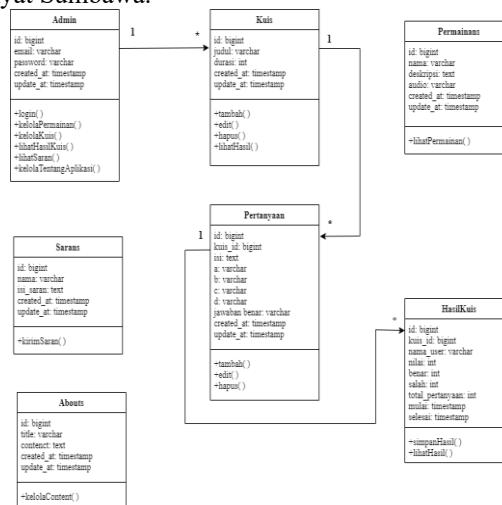 yat Sumbawa.
Admin
id: bigint
email: varchar
password: varchar
created_at: timestamp
update_at: timestamp
+login( )
+kelolaPermainan( )
+kelolaKuis( )
+lihatHasilKuis( )
+lihatSaran( )
+kelolaTentangAplikasi( )
1
*
Kuis
id: bigint
judul: varchar
durasi: int
created_at: timestamp
update_at: timestamp
+tambah( )
+edit( )
+hapus( )
+lihatHasil( )
1
Permainans
id: bigint
nama: varchar
deskripsi: text
audio: varchar
created_at: timestamp
update_at: timestamp
+lihatPermainan( )
Sarans
id: bigint
nama: varchar
isi_saran: text
created_at: timestamp
update_at: timestamp
+kirimSaran( )
1
*
Pertanyaan
id: bigint
kuis_id: bigint
isi: text
a: varchar
b: varchar
c: varchar
d: varchar
jawaban benar: varchar
created_at: timestamp
update_at: timestamp
+tambah( )
+edit( )
+hapus( )
*
HasilKuis
id: bigint
kuis_id: bigint
nama_user: varchar
nilai: int
benar: int
salah: int
total_pertanyaan: int
mulai: timestamp
selesai: timestamp
+simpanHasil( )
+lihatHasil( )
Abouts
id: bigint
title: varchar
contenct: text
created_at: timestamp
update_at: timestamp
+kelolaContent( )